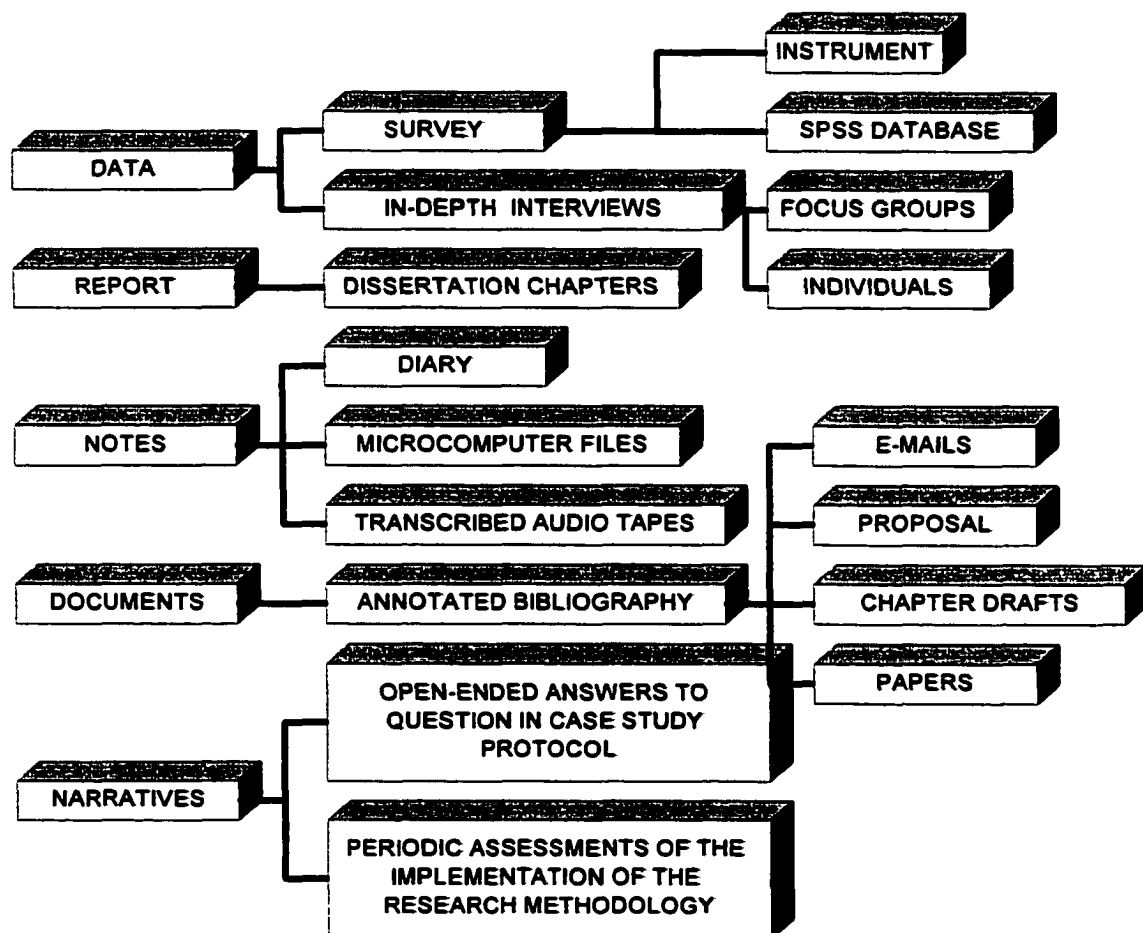 INSTRUMENT
SURVEY
SPSS DATABASE
DATA
IN-DEPTH INTERVIEWS
FOCUS GROUPS
REPORT
DISSERTATION CHAPTERS
INDIVIDUALS
DIARY
NOTES
MICROCOMPUTER FILES
E-MAILS
TRANSCRIBED AUDIO TAPES
PROPOSAL
DOCUMENTS
ANNOTATED BIBLIOGRAPHY
CHAPTER DRAFTS
OPEN-ENDED ANSWERS TO
QUESTION IN CASE STUDY
PROTOCOL
PAPERS
NARRATIVES
PERIODIC ASSESSMENTS OF THE
IMPLEMENTATION OF THE
RESEARCH METHODOLOGY